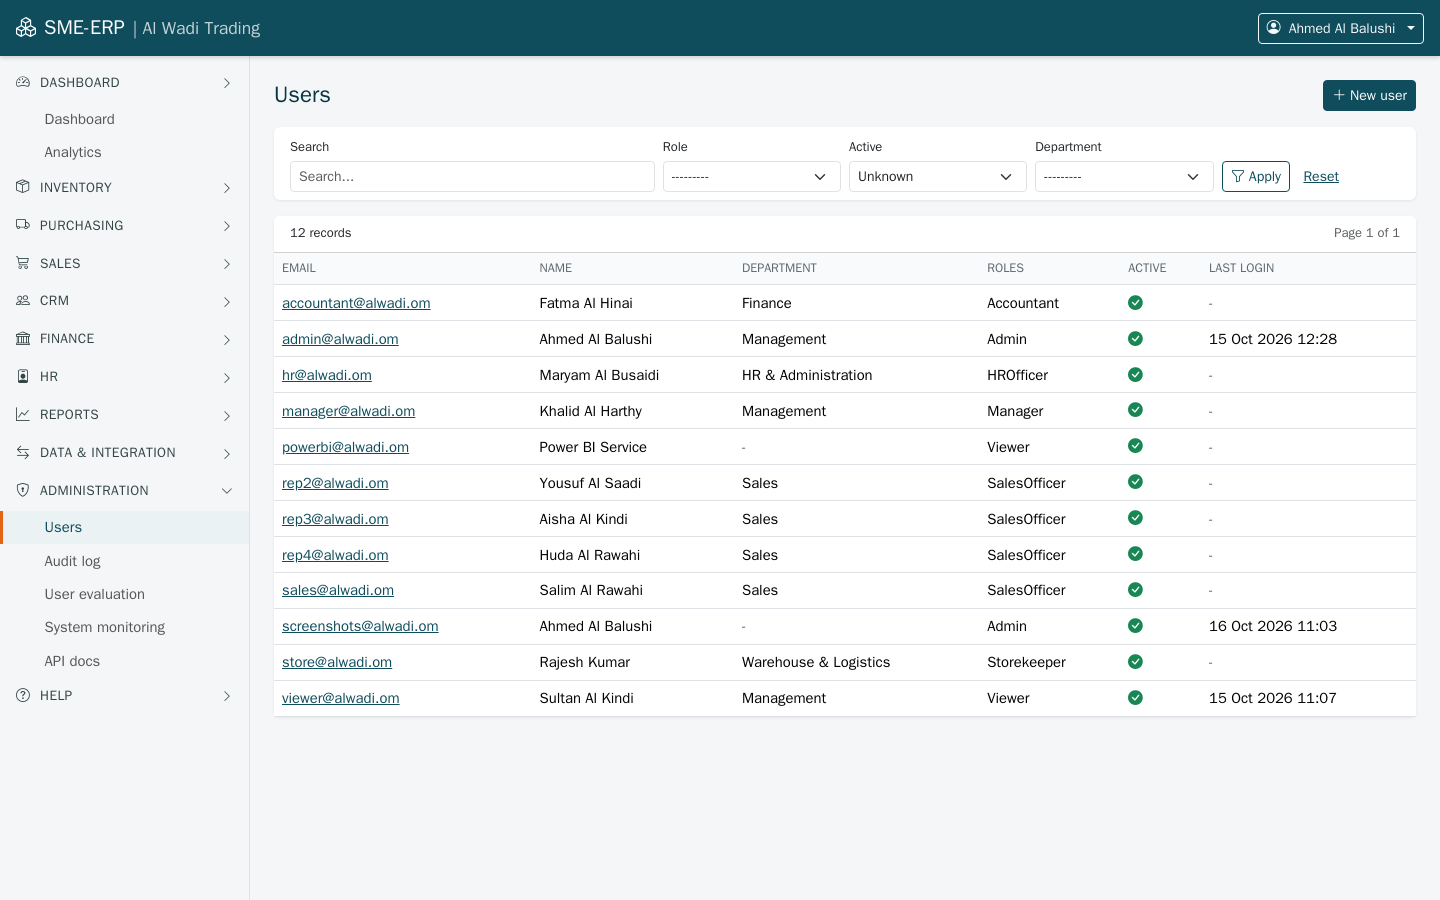 SME-ERP | Al Wadi Trading
Ahmed Al Balushi
DASHBOARD
Dashboard
Analytics
INVENTORY
PURCHASING
SALES
CRM
FINANCE
HR
REPORTS
DATA & INTEGRATION
ADMINISTRATION
Users
Audit log
User evaluation
System monitoring
API docs
HELP
Users
+ New user
Search Role Active Department
Search... --------- Unknown --------- Apply Reset
12 records Page 1 of 1
EMAIL NAME DEPARTMENT ROLES ACTIVE LAST LOGIN
accountant@alwadi.om Fatma Al Hinai Finance Accountant -
admin@alwadi.om Ahmed Al Balushi Management Admin 15 Oct 2026 12:28
hr@alwadi.om Maryam Al Busaidi HR & Administration HROfficer -
manager@alwadi.om Khalid Al Harthy Management Manager -
powerbi@alwadi.om Power BI Service - Viewer -
rep2@alwadi.om Yousuf Al Saadi Sales SalesOfficer -
rep3@alwadi.om Aisha Al Kindi Sales SalesOfficer -
rep4@alwadi.om Huda Al Rawahi Sales SalesOfficer -
sales@alwadi.om Salim Al Rawahi Sales SalesOfficer -
screenshots@alwadi.om Ahmed Al Balushi - Admin 16 Oct 2026 11:03
store@alwadi.om Rajesh Kumar Warehouse & Logistics Storekeeper -
viewer@alwadi.om Sultan Al Kindi Management Viewer 15 Oct 2026 11:07